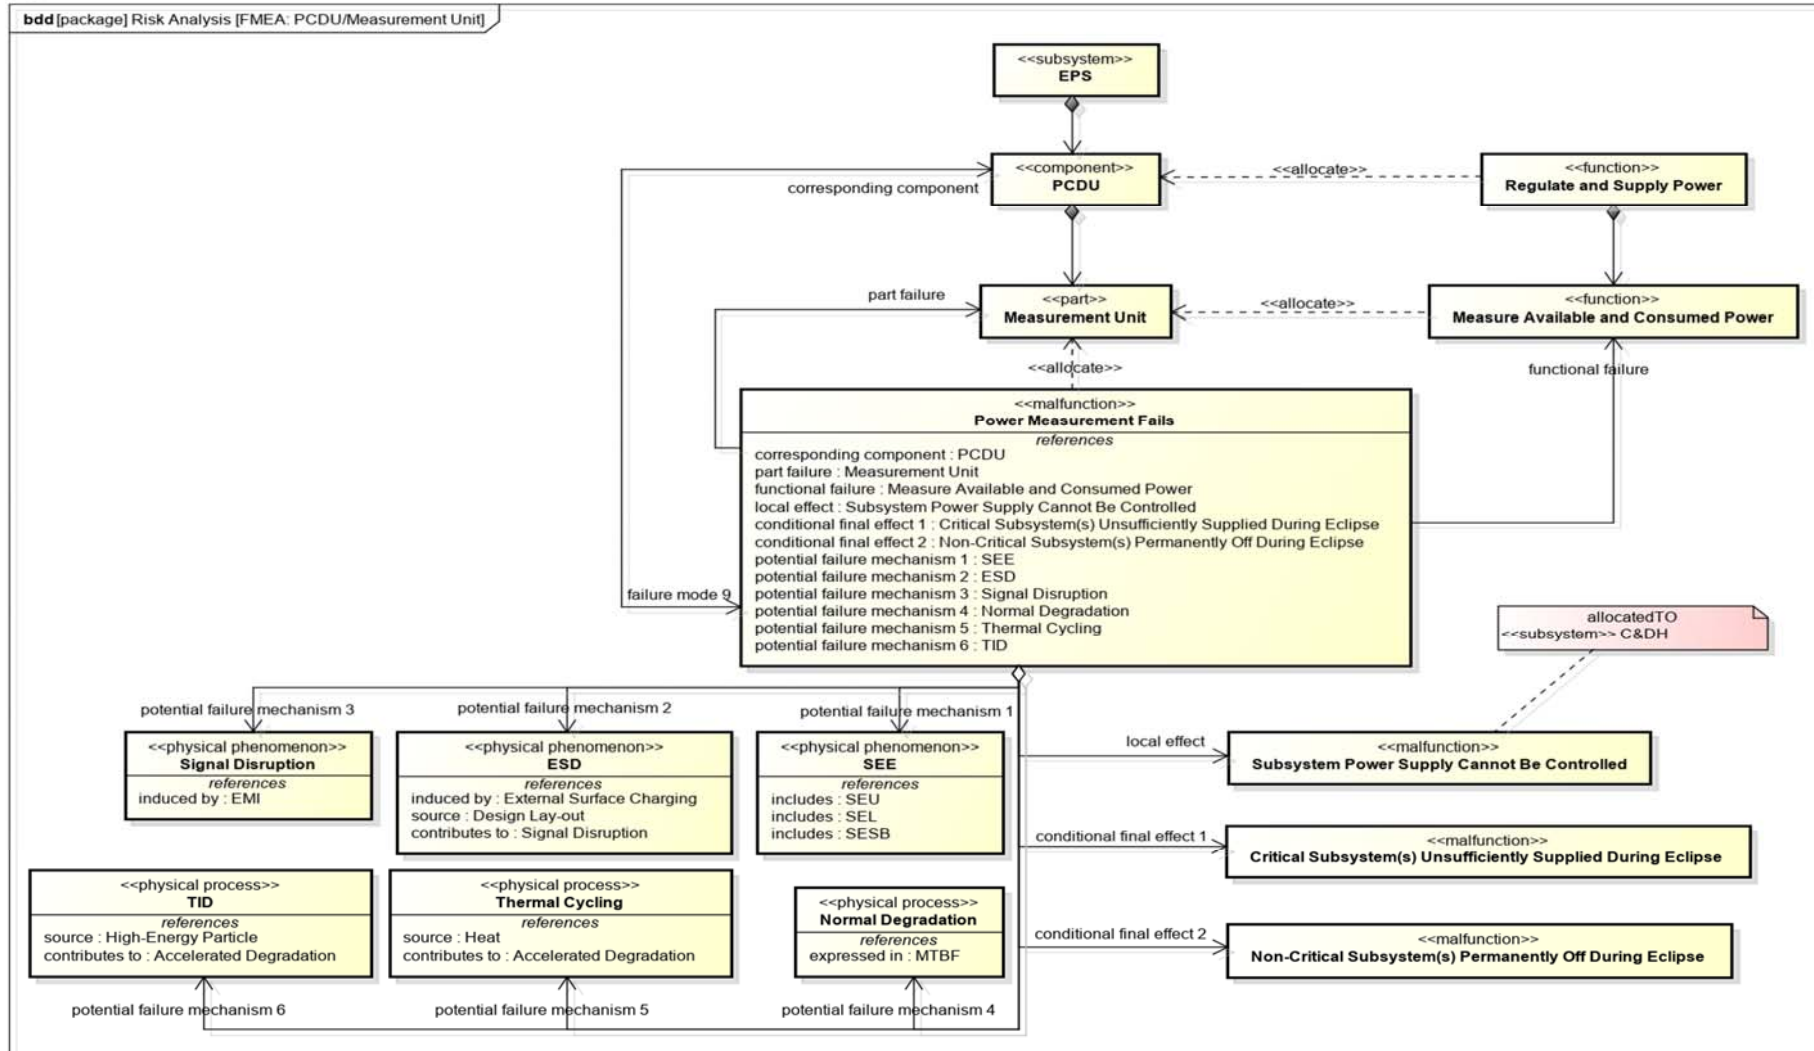 bdd [package] Risk Analysis [FMEA: PCDU/Measurement Unit]
<<subsystem>>
EPS
<<component>>
PCDU
corresponding component
<<allocate>>
<<function>>
Regulate and Supply Power
part failure
<<part>>
Measurement Unit
<<allocate>>
<<function>>
Measure Available and Consumed Power
<<allocate>>
functional failure
<<malfunction>>
Power Measurement Fails
references
corresponding component : PCDU
part failure : Measurement Unit
functional failure : Measure Available and Consumed Power
local effect : Subsystem Power Supply Cannot Be Controlled
conditional final effect 1 : Critical Subsystem(s) Unsufficiently Supplied During Eclipse
conditional final effect 2 : Non-Critical Subsystem(s) Permanently Off During Eclipse
potential failure mechanism 1 : SEE
potential failure mechanism 2 : ESD
potential failure mechanism 3 : Signal Disruption
potential failure mechanism 4 : Normal Degradation
potential failure mechanism 5 : Thermal Cycling
potential failure mechanism 6 : TID
failure mode 9
allocatedTO
<<subsystem>> C&DH
potential failure mechanism 3
potential failure mechanism 2
potential failure mechanism 1
<<physical phenomenon>>
Signal Disruption
references
induced by : EMI
<<physical phenomenon>>
ESD
references
induced by : External Surface Charging
source : Design Lay-out
contributes to : Signal Disruption
<<physical phenomenon>>
SEE
references
includes : SEU
includes : SEL
includes : SESB
local effect
<<malfunction>>
Subsystem Power Supply Cannot Be Controlled
conditional final effect 1
<<malfunction>>
Critical Subsystem(s) Unsufficiently Supplied During Eclipse
<<physical process>>
TID
references
source : High-Energy Particle
contributes to : Accelerated Degradation
<<physical process>>
Thermal Cycling
references
source : Heat
contributes to : Accelerated Degradation
<<physical process>>
Normal Degradation
references
expressed in : MTBF
conditional final effect 2
<<malfunction>>
Non-Critical Subsystem(s) Permanently Off During Eclipse
potential failure mechanism 6
potential failure mechanism 5
potential failure mechanism 4